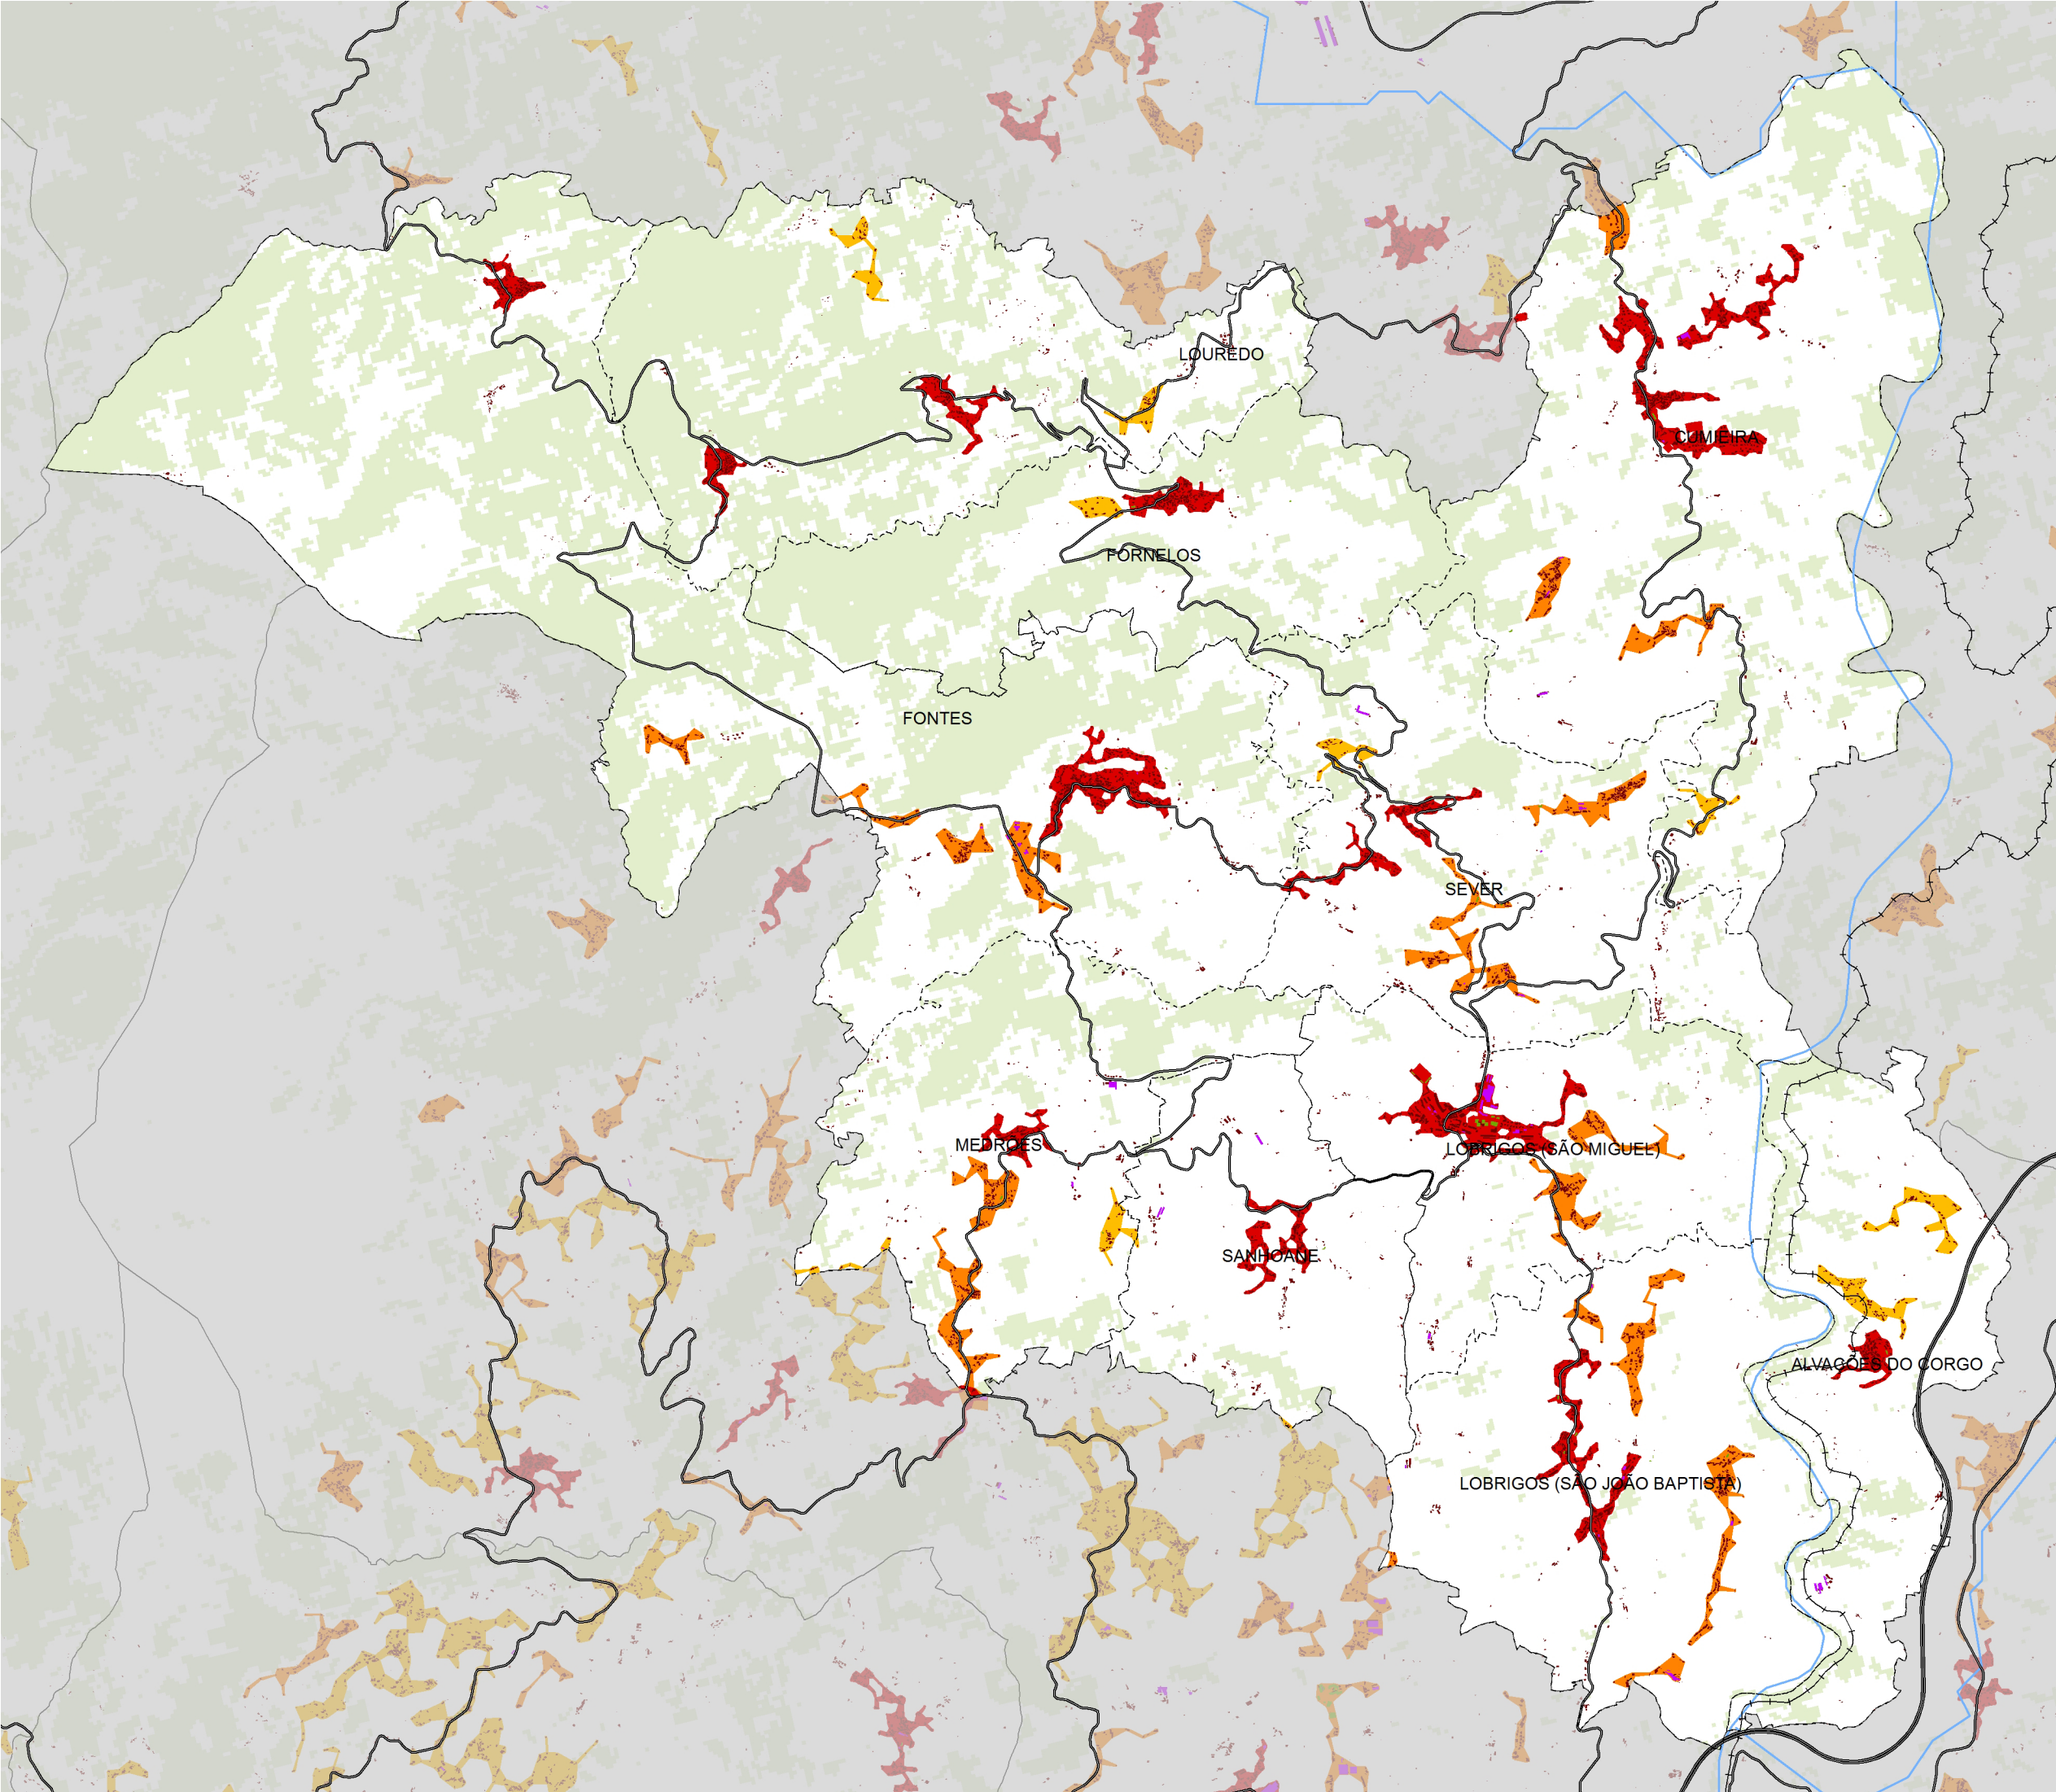 LOUREDO
CUMIEIRA
FORNELOS
FONTES
SEVER
MEDRÕES
LOBRIGOS (SÃO MIGUEL)
SANHOANE
ALVAÇÕES DO CORGO
LOBRIGOS (SÃO JOÃO BAPTISTA)